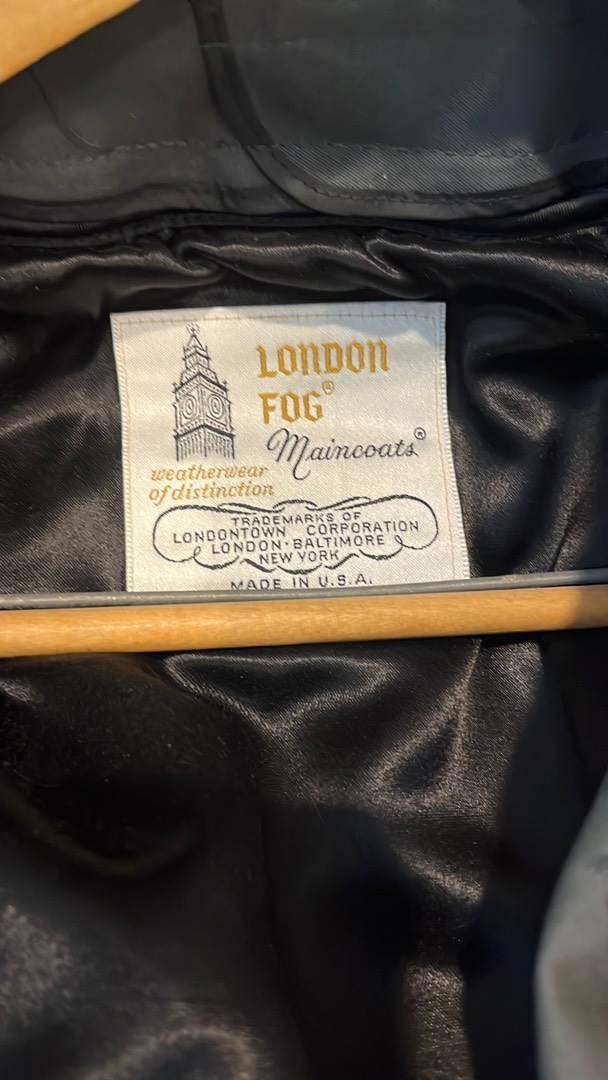 LONDON
FOG®
Maincoats®
weatherwear
of distinction
TRADEMARKS OF
LONDONTOWN CORPORATION
LONDON · BALTIMORE
NEW YORK
MADE IN U.S.A.